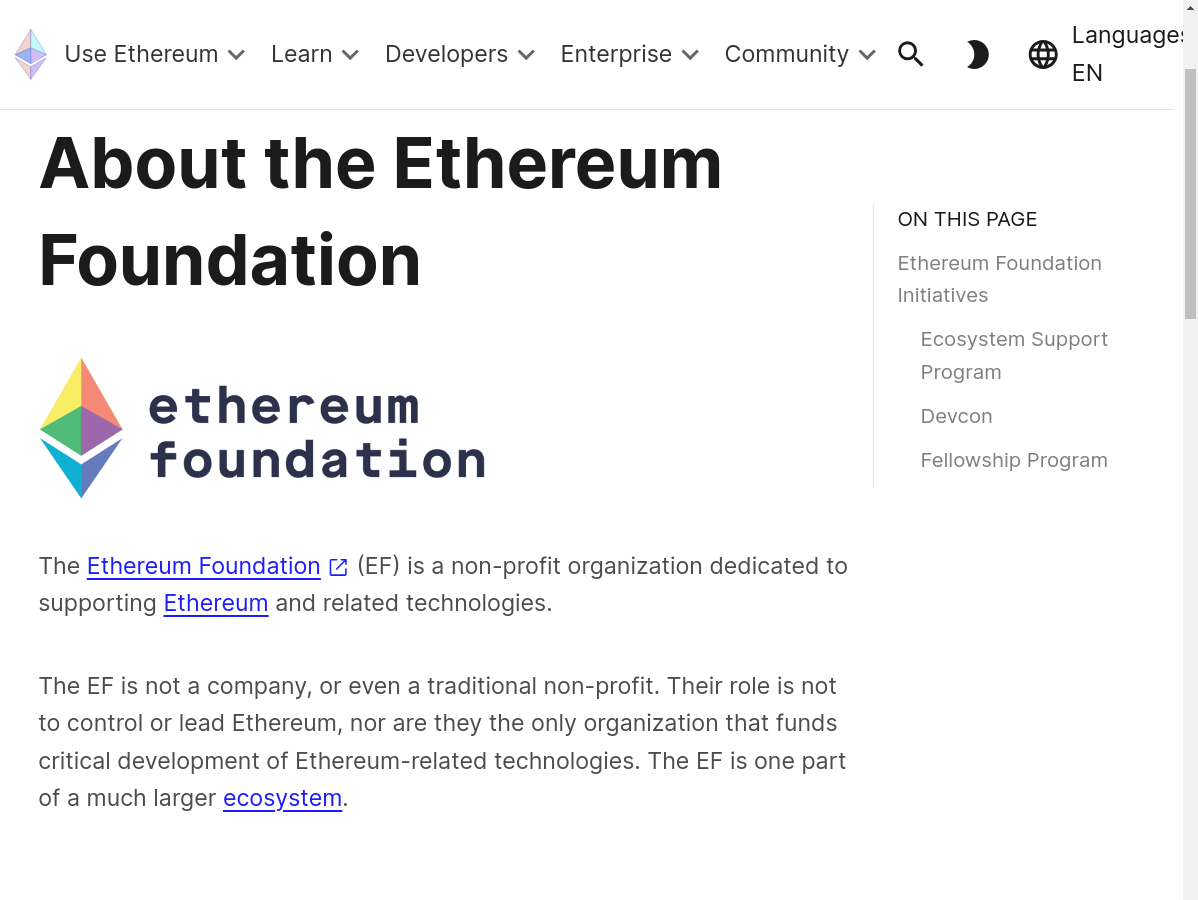 Use Ethereum Learn Developers Enterprise Community Languages
EN
About the Ethereum
Foundation
ethereum
foundation
The Ethereum Foundation (EF) is a non-profit organization dedicated to
supporting Ethereum and related technologies.
The EF is not a company, or even a traditional non-profit. Their role is not
to control or lead Ethereum, nor are they the only organization that funds
critical development of Ethereum-related technologies. The EF is one part
of a much larger ecosystem.
ON THIS PAGE
Ethereum Foundation
Initiatives
Ecosystem Support
Program
Devcon
Fellowship Program